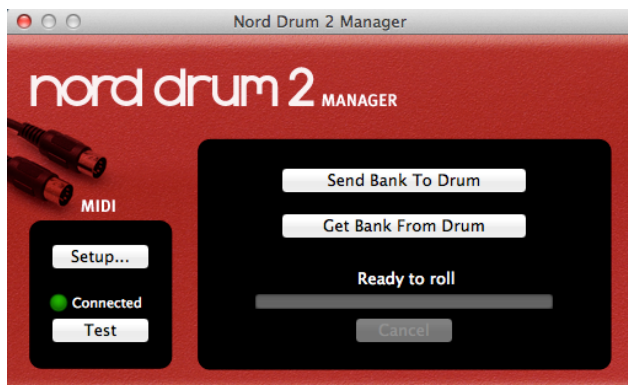 Nord Drum 2 Manager
nord drum 2 MANAGER
MIDI
Setup...
Connected
Test
Send Bank To Drum
Get Bank From Drum
Ready to roll
Cancel